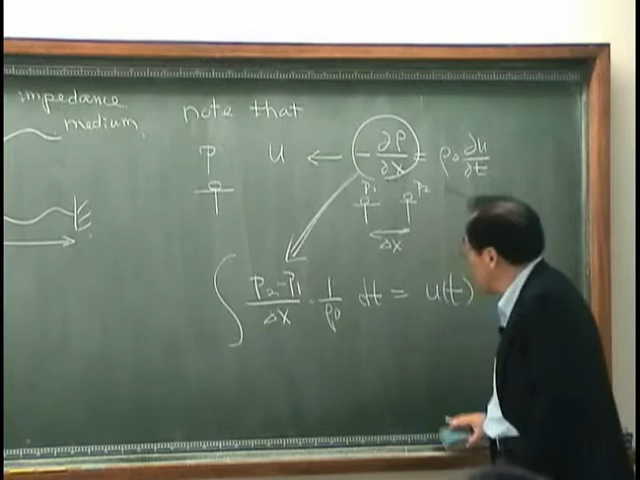 impedance
medium.
note that
P u ← - ∂P/∂x = ρ₀ ∂u/∂t
P₁ P₂
Δx
∫ P₂-P₁/Δx · 1/ρ₀ dt = u(t)